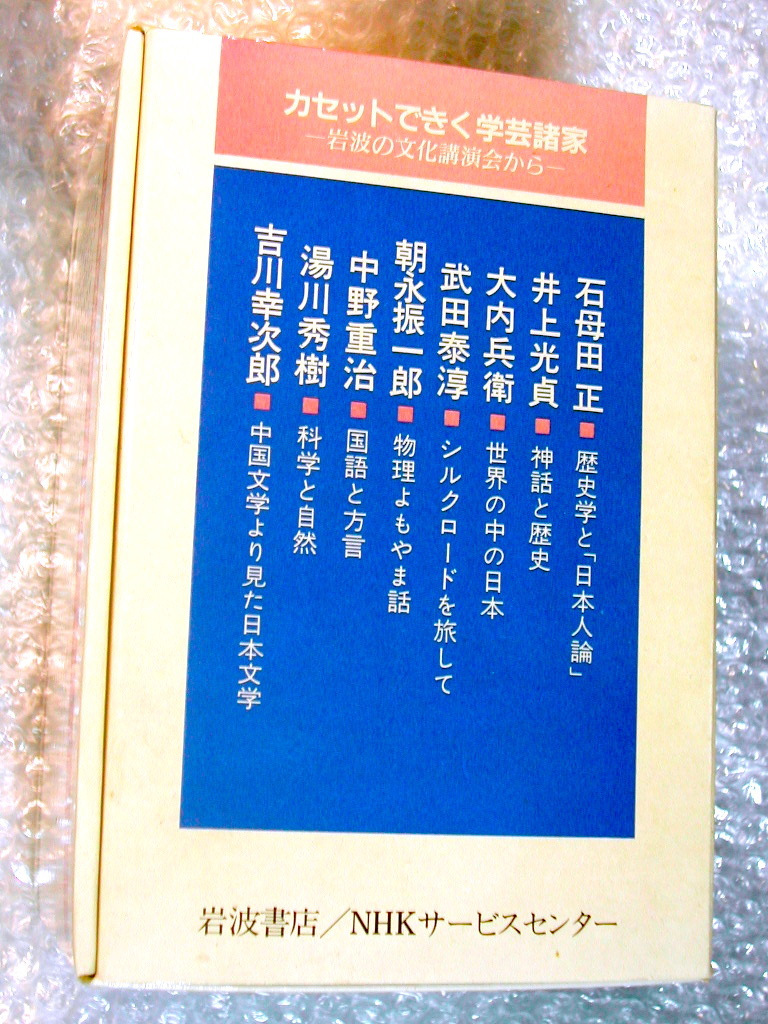 カセットできく学芸諸家
―岩波の文化講演会から―
石母田 正■歴史学と「日本人論」
井上光貞■神話と歴史
大内兵衛■世界の中の日本
武田泰淳■シルクロードを旅して
朝永振一郎■物理よもやま話
中野重治■国語と方言
湯川秀樹■科学と自然
吉川幸次郎■中国文学より見た日本文学
岩波書店/NHKサービスセンター